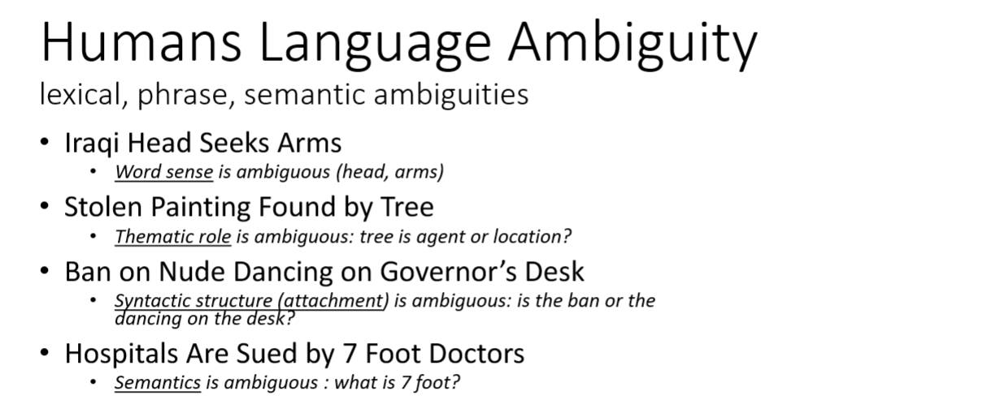 Humans Language Ambiguity
lexical, phrase, semantic ambiguities
• Iraqi Head Seeks Arms
• Word sense is ambiguous (head, arms)
• Stolen Painting Found by Tree
• Thematic role is ambiguous: tree is agent or location?
• Ban on Nude Dancing on Governor’s Desk
• Syntactic structure (attachment) is ambiguous: is the ban or the
dancing on the desk?
• Hospitals Are Sued by 7 Foot Doctors
• Semantics is ambiguous : what is 7 foot?